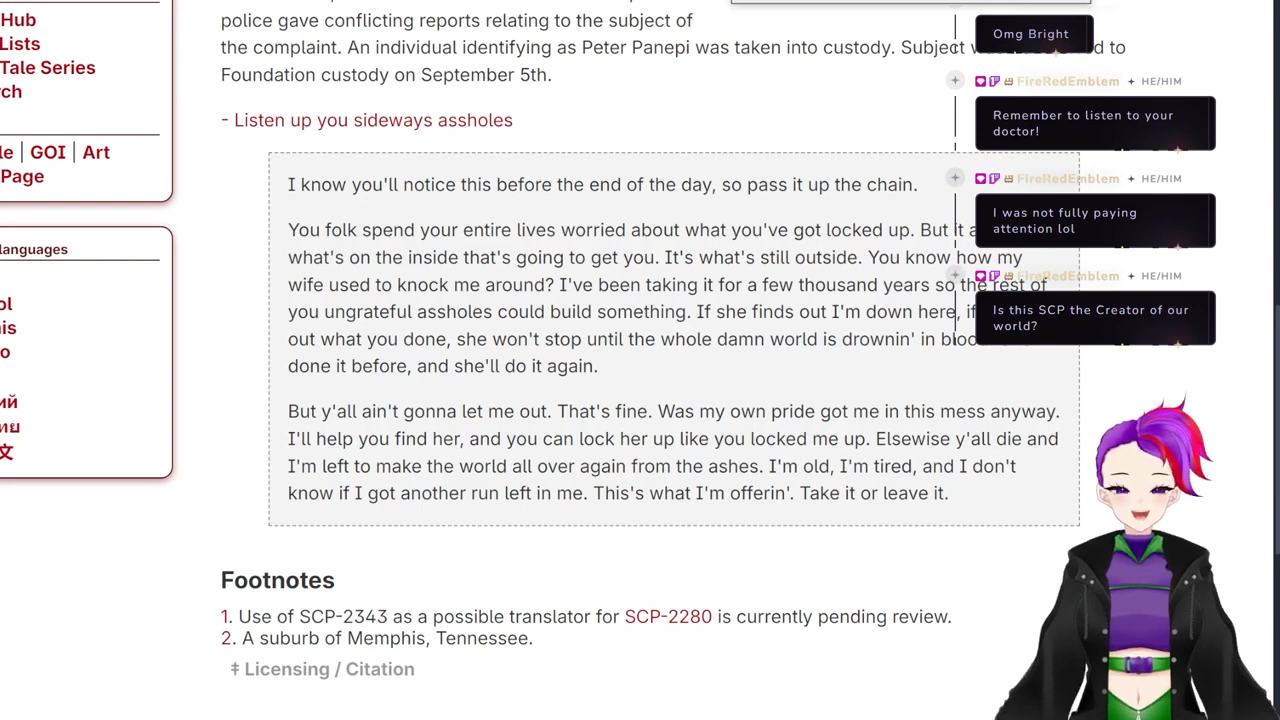 Hub
Lists
Tale Series
rch
le | GOI | Art
Page
languages
ol
is
o
ий
ทย
文
police gave conflicting reports relating to the subject of
the complaint. An individual identifying as Peter Panepi was taken into custody. Subject w d to
Foundation custody on September 5th.
- Listen up you sideways assholes
I know you'll notice this before the end of the day, so pass it up the chain.
You folk spend your entire lives worried about what you've got locked up. But it a
what's on the inside that's going to get you. It's what's still outside. You know how my
wife used to knock me around? I've been taking it for a few thousand years so the rest of
you ungrateful assholes could build something. If she finds out I'm down here, if
out what you done, she won't stop until the whole damn world is drownin' in bloo
done it before, and she'll do it again.
But y'all ain't gonna let me out. That's fine. Was my own pride got me in this mess anyway.
I'll help you find her, and you can lock her up like you locked me up. Elsewise y'all die and
I'm left to make the world all over again from the ashes. I'm old, I'm tired, and I don't
know if I got another run left in me. This's what I'm offerin'. Take it or leave it.
Footnotes
1. Use of SCP-2343 as a possible translator for SCP-2280 is currently pending review.
2. A suburb of Memphis, Tennessee.
‡ Licensing / Citation
Omg Bright
FireRedEmblem HE/HIM
Remember to listen to your
doctor!
FireRedEmblem HE/HIM
I was not fully paying
attention lol
FireRedEmblem HE/HIM
Is this SCP the Creator of our
world?